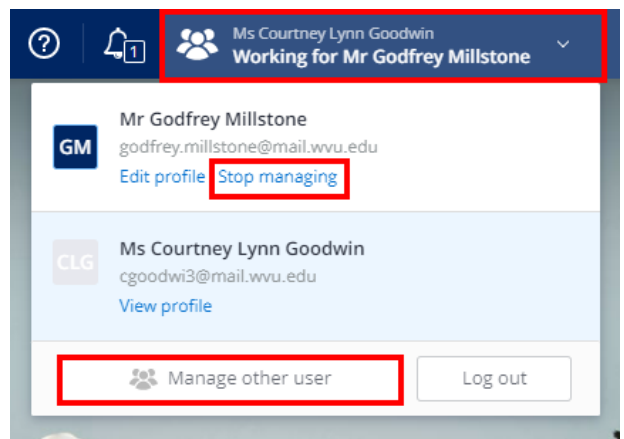 ?
1
Ms Courtney Lynn Goodwin
Working for Mr Godfrey Millstone
GM
Mr Godfrey Millstone
godfrey.millstone@mail.wvu.edu
Edit profile Stop managing
CLG
Ms Courtney Lynn Goodwin
cgoodwi3@mail.wvu.edu
View profile
Manage other user
Log out